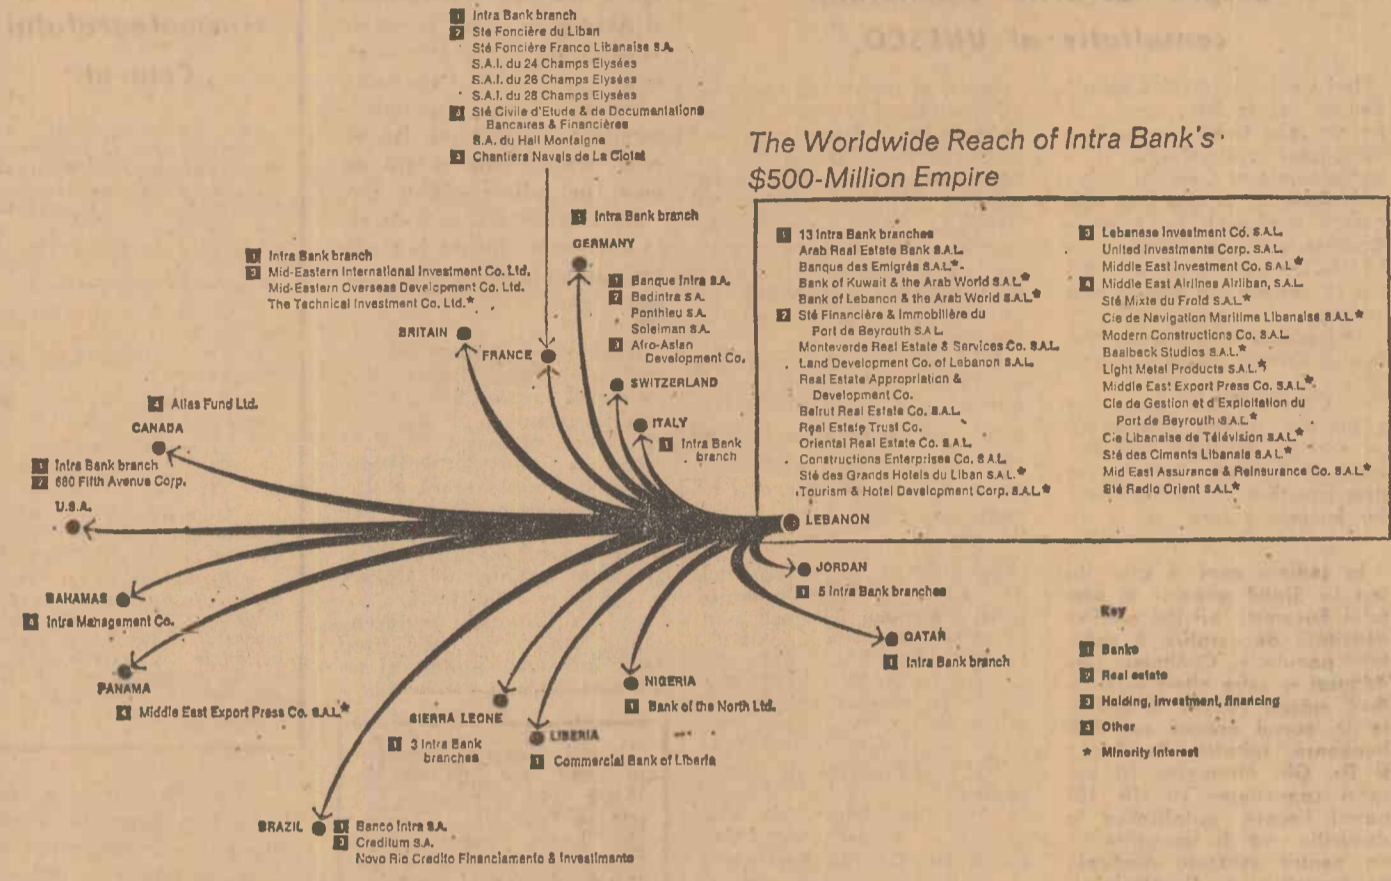 The Worldwide Reach of Intra Bank's
$500-Million Empire
1 Intra Bank branch
2 Sté Foncière du Liban
Sté Foncière Franco Libanaise S.A.
S.A.I. du 24 Champs Elysées
S.A.I. du 26 Champs Elysées
S.A.I. du 28 Champs Elysées
3 Sté Civile d'Etude & de Documentations
Bancaires & Financières
S.A. du Hall Montaigne
4 Chantiers Navals de La Ciotat
FRANCE
1 Intra Bank branch
GERMANY
1 Intra Bank branch
3 Mid-Eastern International Investment Co. Ltd.
Mid-Eastern Overseas Development Co. Ltd.
The Technical Investment Co. Ltd.*
BRITAIN
1 Banque Intra S.A.
2 Bedintra S.A.
Ponthieu S.A.
Soleiman S.A.
3 Afro-Asian
Development Co.
SWITZERLAND
ITALY
1 Intra Bank
branch
4 Atlas Fund Ltd.
CANADA
1 Intra Bank branch
2 680 Fifth Avenue Corp.
U.S.A.
BAHAMAS
4 Intra Management Co.
PANAMA
4 Middle East Export Press Co. S.A.L.*
BRAZIL
1 Banco Intra S.A.
3 Creditum S.A.
Novo Rio Credito Financiamento & Investimento
SIERRA LEONE
1 3 Intra Bank
branches
LIBERIA
1 Commercial Bank of Liberia
NIGERIA
1 Bank of the North Ltd.
QATAR
1 Intra Bank branch
JORDAN
1 5 Intra Bank branches
LEBANON
1 13 Intra Bank branches
Arab Real Estate Bank S.A.L.
Banque des Emigrés S.A.L.*
Bank of Kuwait & the Arab World S.A.L.*
Bank of Lebanon & the Arab World S.A.L.*
2 Sté Financière & Immobilière du
Port de Beyrouth S.A.L.
Monteverde Real Estate & Services Co. S.A.L.
Land Development Co. of Lebanon S.A.L.
Real Estate Appropriation &
Development Co.
Beirut Real Estate Co. S.A.L.
Real Estate Trust Co.
Oriental Real Estate Co. S.A.L.
Constructions Enterprises Co. S.A.L.
Sté des Grands Hotels du Liban S.A.L.*
Tourism & Hotel Development Corp. S.A.L.*
3 Lebanese Investment Co. S.A.L.
United Investments Corp. S.A.L.
Middle East Investment Co. S.A.L.*
4 Middle East Airlines Airliban, S.A.L.
Sté Mixte du Froid S.A.L.*
Cie de Navigation Maritime Libanaise S.A.L.*
Modern Constructions Co. S.A.L.
Baalbeck Studios S.A.L.*
Light Metal Products S.A.L.*
Middle East Export Press Co. S.A.L.*
Cie de Gestion et d'Exploitation du
Port de Beyrouth S.A.L.*
Cie Libanaise de Télévision S.A.L.*
Sté des Ciments Libanais S.A.L.*
Mid East Assurance & Reinsurance Co. S.A.L.*
Sté Radio Orient S.A.L.*
Key
1 Banks
2 Real estate
3 Holding, investment, financing
4 Other
* Minority interest